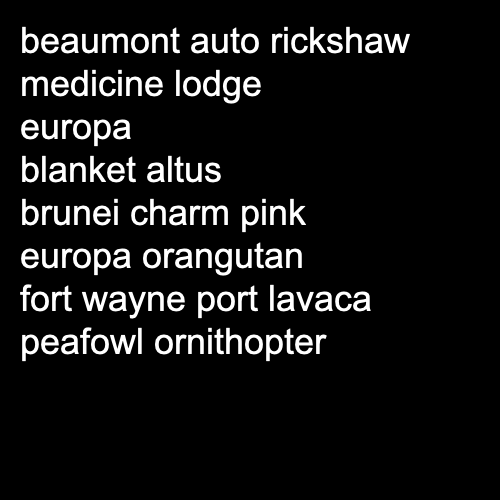 beaumont auto rickshaw
medicine lodge
europa
blanket altus
brunei charm pink
europa orangutan
fort wayne port lavaca
peafowl ornithopter